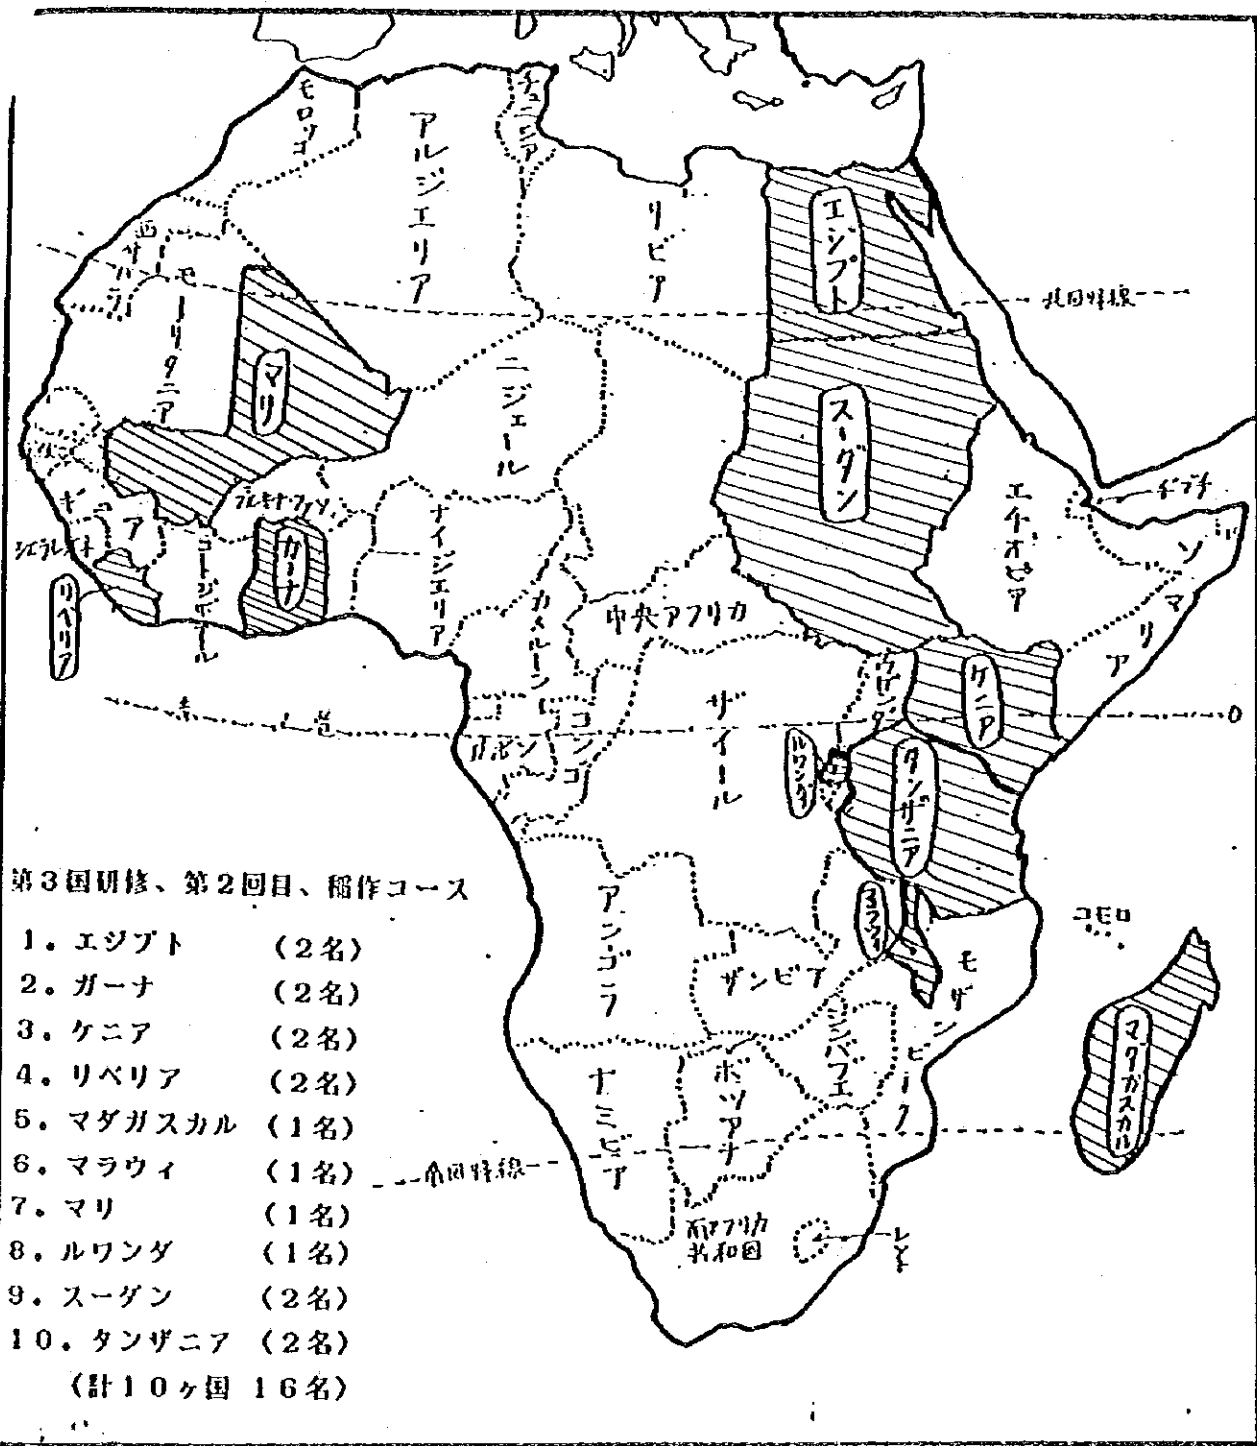 モロッコ
アルジェリア
チュニジア
リビア
エジプト
西サハラ
モーリタニア
マリ
ニジェール
スーダン
北回帰線
エチオピア
ジブチ
ソマリア
ギニア
シエラレオネ
リベリア
コートジボアール
ブルキナ・ファソ
ガーナ
ナイジェリア
カメルーン
中央アフリカ
ガボン
コンゴ
ザイール
ウガンダ
ケニア
ルワンダ
タンザニア
赤道
0
アンゴラ
ザンビア
マラウィ
モザンビーク
コモロ
マダガスカル
ジンバブエ
ナミビア
ボツワナ
南回帰線
南アフリカ
共和国
レソト
第3国研修、第2回目、稲作コース
1. エジプト (2名)
2. ガーナ (2名)
3. ケニア (2名)
4. リベリア (2名)
5. マダガスカル (1名)
6. マラウィ (1名)
7. マリ (1名)
8. ルワンダ (1名)
9. スーダン (2名)
10. タンザニア (2名)
(計10ヶ国 16名)